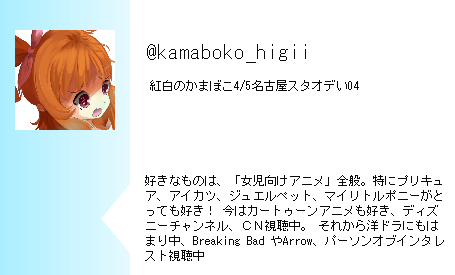 @kamaboko_higii
紅白のかまぼこ4/5名古屋スタオデい04
好きなものは、「女児向けアニメ」全般。特にプリキュ
ア、アイカツ、ジュエルペット、マイリトルポニーがと
っても好き！ 今はカートゥーンアニメも好き、ディズ
ニーチャンネル、ＣＮ視聴中。 それから洋ドラにもは
まり中、Breaking Bad やArrow、パーソンオブインタレ
スト視聴中